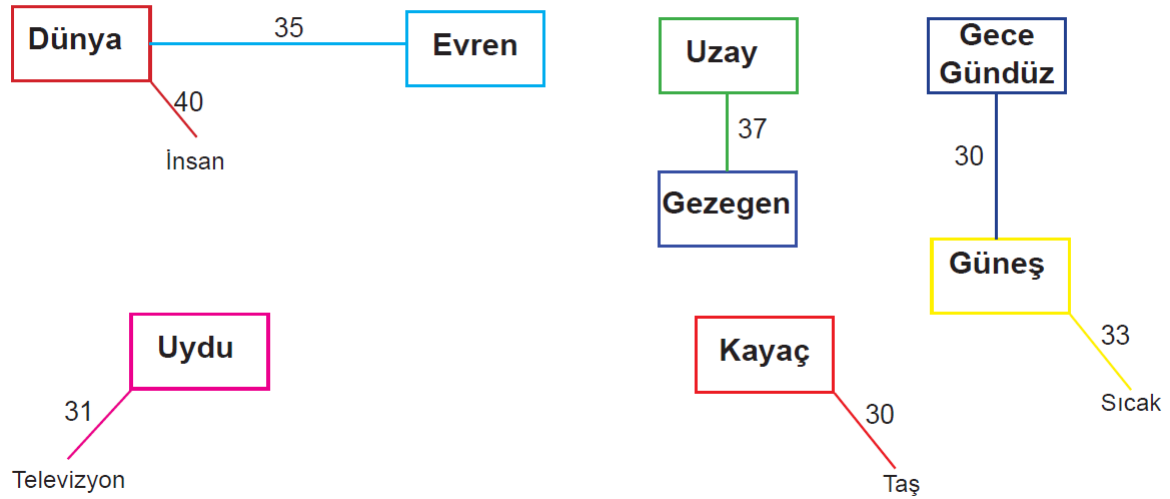 Dünya
35
Evren
40
İnsan
Uzay
37
Gezegen
Gece
Gündüz
30
Güneş
33
Sıcak
Uydu
31
Televizyon
Kayaç
30
Taş